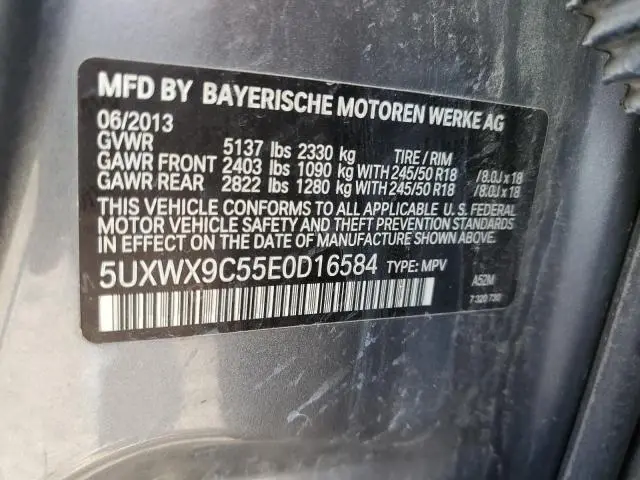 MFD BY BAYERISCHE MOTOREN WERKE AG
06/2013
GVWR 5137 lbs 2330 kg TIRE / RIM
GAWR FRONT 2403 lbs 1090 kg WITH 245/50 R18 /8.0J x 18
GAWR REAR 2822 lbs 1280 kg WITH 245/50 R18 /8.0J x 18
THIS VEHICLE CONFORMS TO ALL APPLICABLE U. S. FEDERAL
MOTOR VEHICLE SAFETY AND THEFT PREVENTION STANDARDS
IN EFFECT ON THE DATE OF MANUFACTURE SHOWN ABOVE.
5UXWX9C55E0D16584 TYPE: MPV
A52M
7 320 730